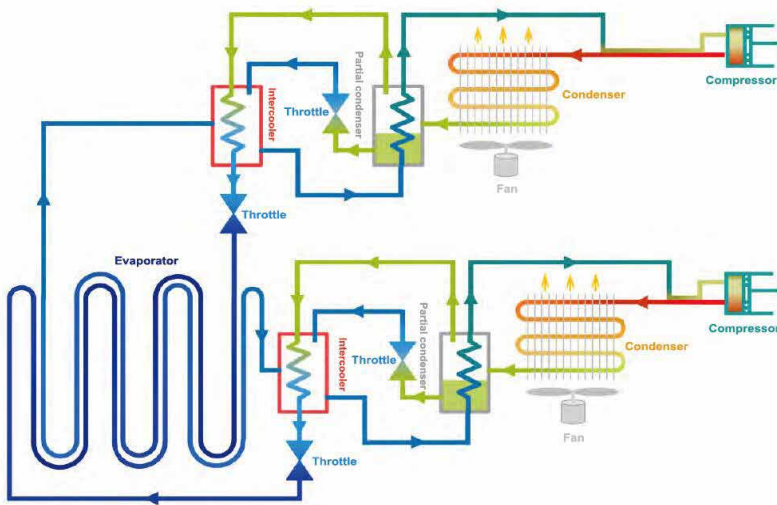 Partial condenser
Intercooler
Throttle
Condenser
Compressor
Fan
Throttle
Evaporator
Partial condenser
Intercooler
Throttle
Condenser
Compressor
Fan
Throttle